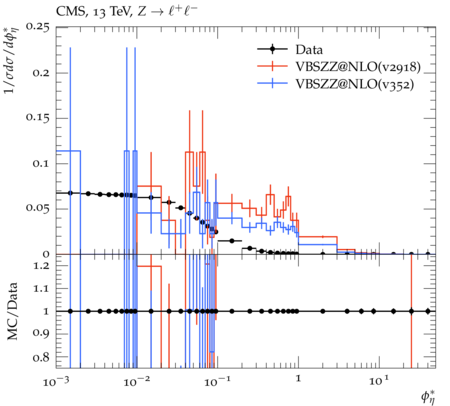 CMS, 13 TeV, Z → ℓ⁺ℓ⁻
1/σdσ/dϕ*η
0.25
0.2
0.15
0.1
0.05
0
Data
VBSZZ@NLO(v2918)
VBSZZ@NLO(v352)
MC/Data
1.2
1.1
1
0.9
0.8
10⁻³
10⁻²
10⁻¹
1
10¹
ϕ*η